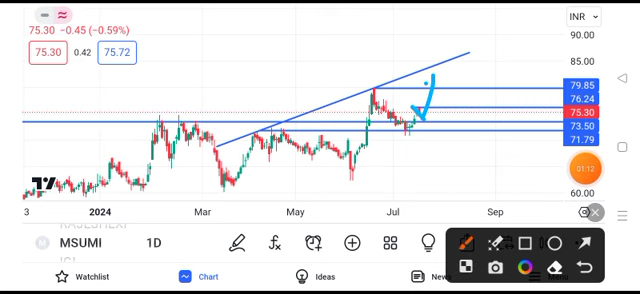 INR
75.30 −0.45 (−0.59%)
90.00
75.30 0.42 75.72
85.00
79.85
76.24
75.30
73.50
71.79
01:12
60.00
3 2024 Mar May Jul Sep
MSUMI 1D
Watchlist Chart Ideas News